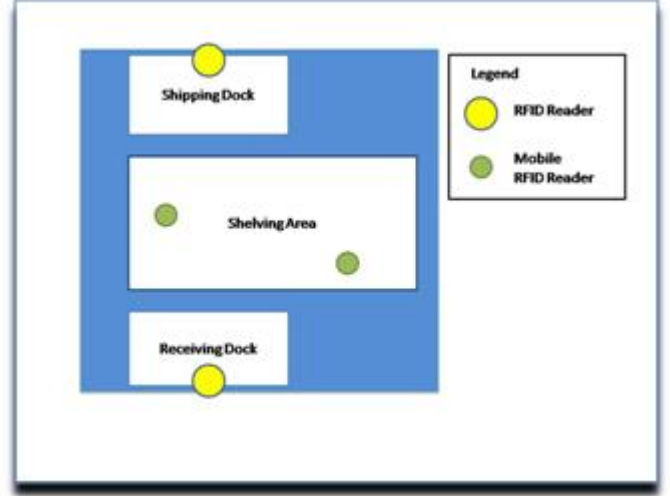 Shipping Dock
Legend
RFID Reader
Mobile
RFID Reader
Shelving Area
Receiving Dock